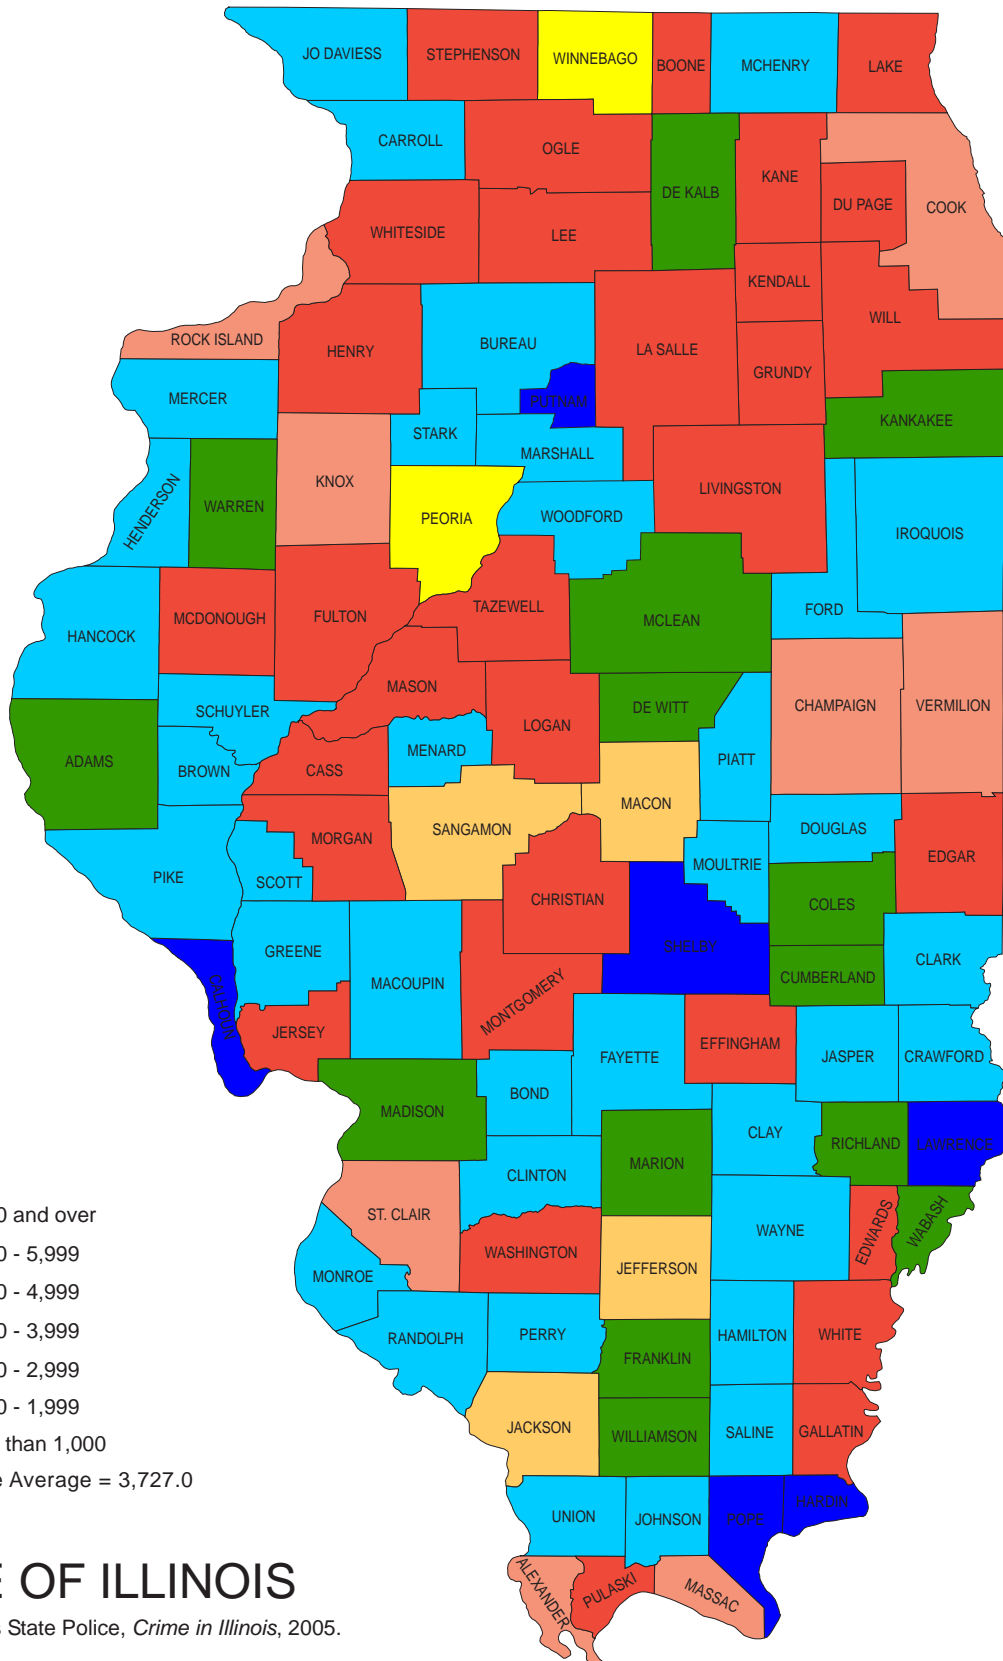 JO DAVIESS
STEPHENSON
WINNEBAGO
BOONE
MCHENRY
LAKE
CARROLL
OGLE
DE KALB
KANE
DU PAGE
COOK
WHITESIDE
LEE
KENDALL
WILL
ROCK ISLAND
HENRY
BUREAU
LA SALLE
GRUNDY
MERCER
PUTNAM
KANKAKEE
STARK
MARSHALL
HENDERSON
WARREN
KNOX
PEORIA
WOODFORD
LIVINGSTON
IROQUOIS
HANCOCK
MCDONOUGH
FULTON
TAZEWELL
MCLEAN
FORD
MASON
SCHUYLER
LOGAN
DE WITT
CHAMPAIGN
VERMILION
ADAMS
BROWN
CASS
MENARD
PIATT
MACON
SANGAMON
MORGAN
DOUGLAS
EDGAR
PIKE
SCOTT
MOULTRIE
CHRISTIAN
COLES
SHELBY
GREENE
MACOUPIN
MONTGOMERY
CUMBERLAND
CLARK
CALHOUN
JERSEY
FAYETTE
EFFINGHAM
JASPER
CRAWFORD
BOND
MADISON
CLAY
RICHLAND
LAWRENCE
CLINTON
MARION
ST. CLAIR
WAYNE
EDWARDS
WABASH
WASHINGTON
JEFFERSON
MONROE
RANDOLPH
PERRY
HAMILTON
WHITE
FRANKLIN
JACKSON
WILLIAMSON
SALINE
GALLATIN
UNION
JOHNSON
POPE
HARDIN
ALEXANDER
PULASKI
MASSAC
0 and over
0 - 5,999
0 - 4,999
0 - 3,999
0 - 2,999
0 - 1,999
than 1,000
e Average = 3,727.0
E OF ILLINOIS
s State Police, Crime in Illinois, 2005.